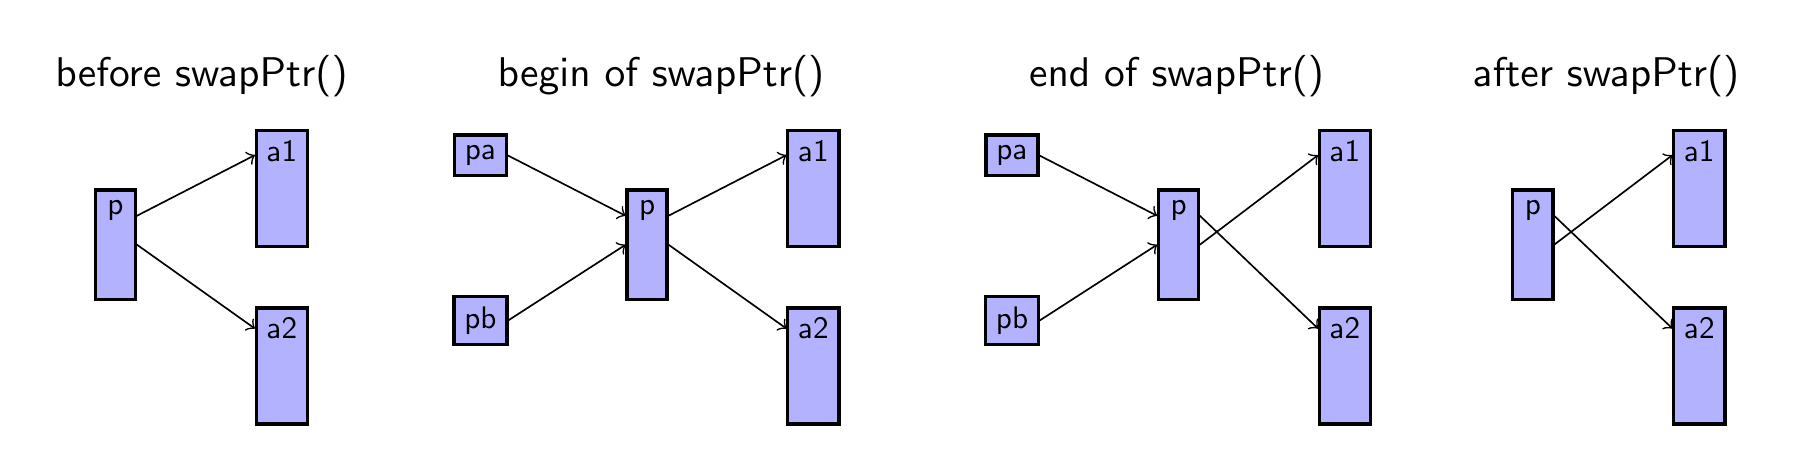 before swapPtr()
p
a1
a2
begin of swapPtr()
pa
pb
p
a1
a2
end of swapPtr()
pa
pb
p
a1
a2
after swapPtr()
p
a1
a2